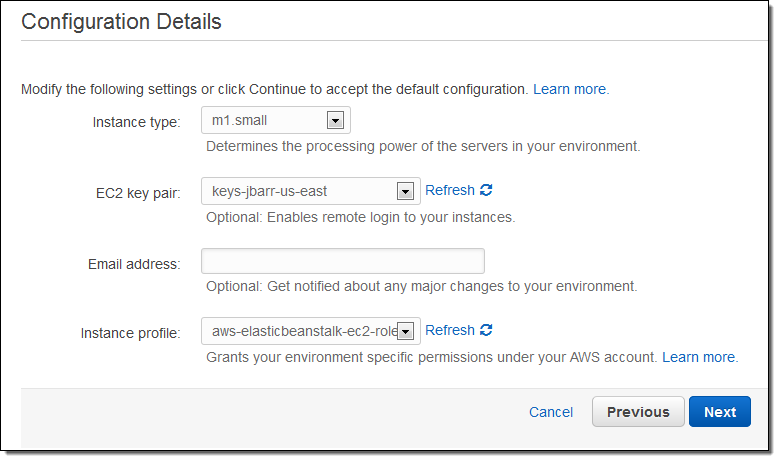 Configuration Details
Modify the following settings or click Continue to accept the default configuration. Learn more.
Instance type: m1.small
Determines the processing power of the servers in your environment.
EC2 key pair: keys-jbarr-us-east Refresh
Optional: Enables remote login to your instances.
Email address:
Optional: Get notified about any major changes to your environment.
Instance profile: aws-elasticbeanstalk-ec2-role Refresh
Grants your environment specific permissions under your AWS account. Learn more.
Cancel Previous Next